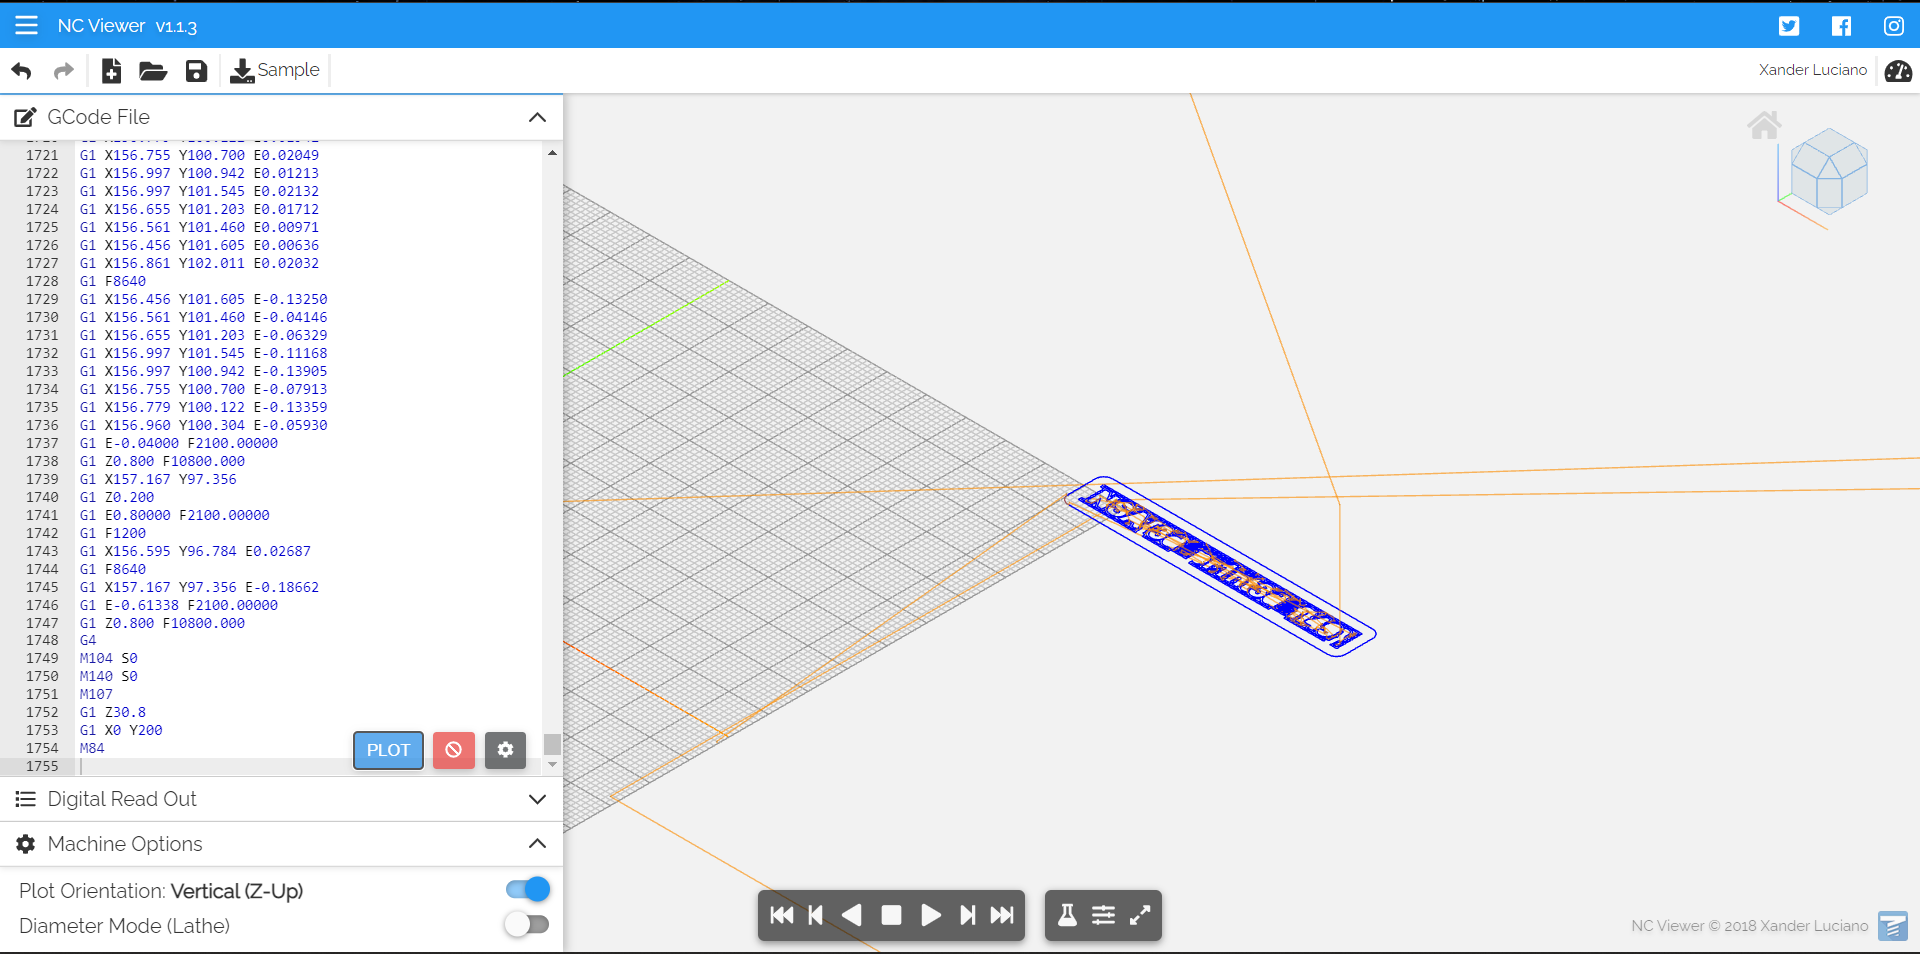 NC Viewer v1.1.3
Sample
Xander Luciano
GCode File
1721 G1 X156.755 Y100.700 E0.02049
1722 G1 X156.997 Y100.942 E0.01213
1723 G1 X156.997 Y101.545 E0.02132
1724 G1 X156.655 Y101.203 E0.01712
1725 G1 X156.561 Y101.460 E0.00971
1726 G1 X156.456 Y101.605 E0.00636
1727 G1 X156.861 Y102.011 E0.02032
1728 G1 F8640
1729 G1 X156.456 Y101.605 E-0.13250
1730 G1 X156.561 Y101.460 E-0.04146
1731 G1 X156.655 Y101.203 E-0.06329
1732 G1 X156.997 Y101.545 E-0.11168
1733 G1 X156.997 Y100.942 E-0.13905
1734 G1 X156.755 Y100.700 E-0.07913
1735 G1 X156.779 Y100.122 E-0.13359
1736 G1 X156.960 Y100.304 E-0.05930
1737 G1 E-0.04000 F2100.00000
1738 G1 Z0.800 F10800.000
1739 G1 X157.167 Y97.356
1740 G1 Z0.200
1741 G1 E0.80000 F2100.00000
1742 G1 F1200
1743 G1 X156.595 Y96.784 E0.02687
1744 G1 F8640
1745 G1 X157.167 Y97.356 E-0.18662
1746 G1 E-0.61338 F2100.00000
1747 G1 Z0.800 F10800.000
1748 G4
1749 M104 S0
1750 M140 S0
1751 M107
1752 G1 Z30.8
1753 G1 X0 Y200
1754 M84
1755
PLOT
Digital Read Out
Machine Options
Plot Orientation: Vertical (Z-Up)
Diameter Mode (Lathe)
NC Viewer © 2018 Xander Luciano